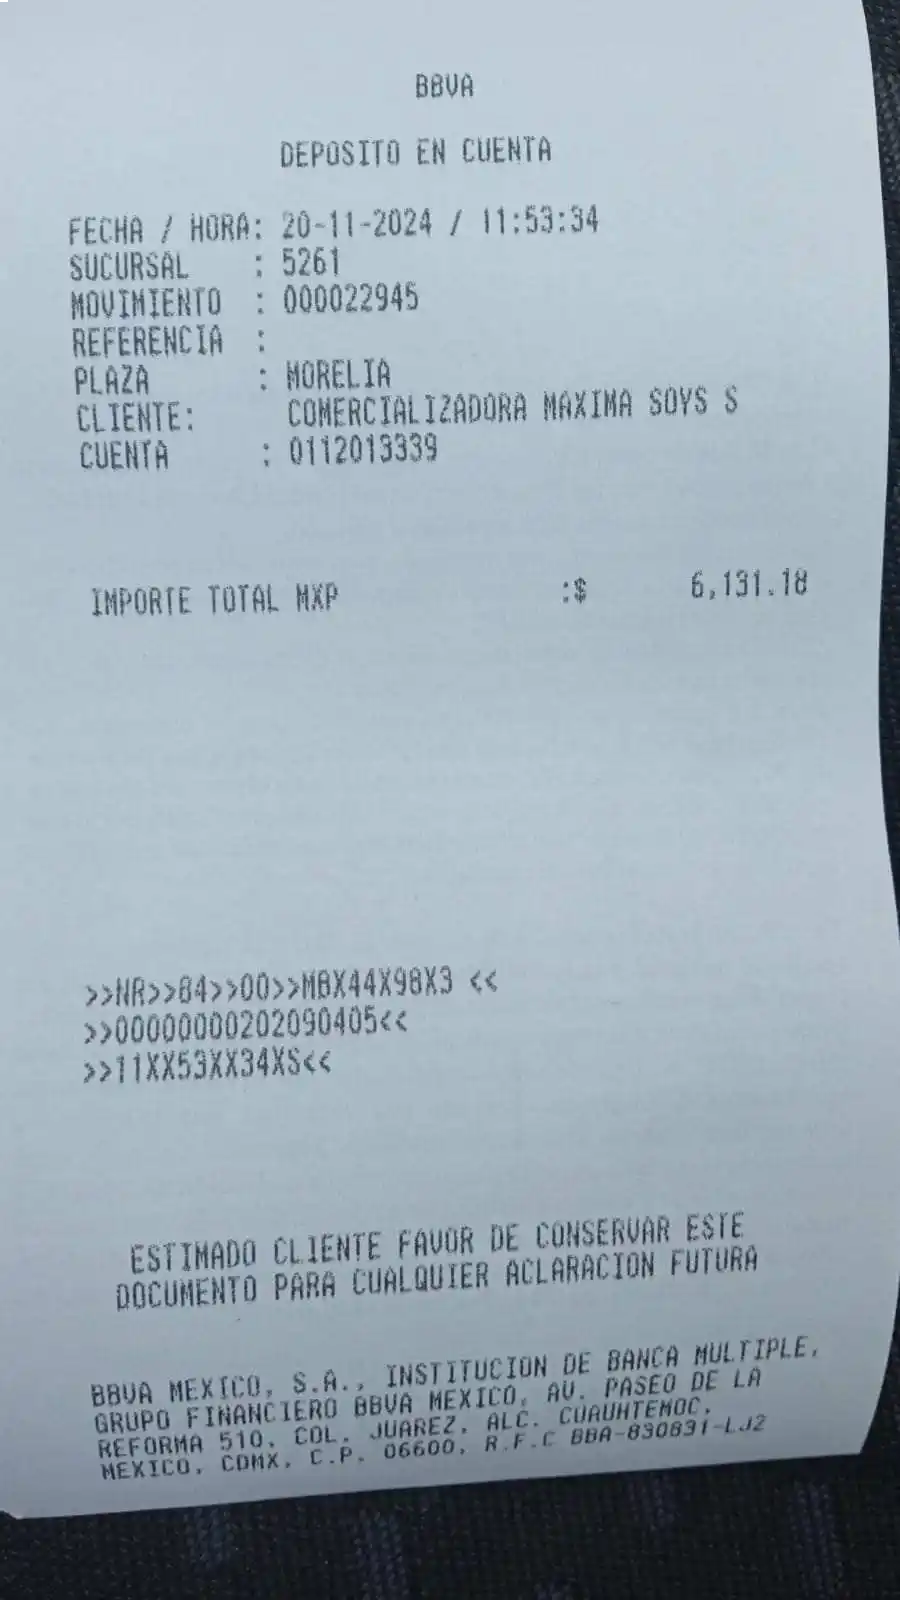 BBVA
DEPOSITO EN CUENTA
FECHA / HORA: 20-11-2024 / 11:53:34
SUCURSAL : 5261
MOVIMIENTO : 000022945
REFERENCIA :
PLAZA : MORELIA
CLIENTE: COMERCIALIZADORA MAXIMA SOYS S
CUENTA : 0112013339
IMPORTE TOTAL MXP :$ 6,131.18
>>NR>>84>>00>>MBX44X98X3 <<
>>00000000202090405<<
>>11XX53XX34XS<<
ESTIMADO CLIENTE FAVOR DE CONSERVAR ESTE
DOCUMENTO PARA CUALQUIER ACLARACION FUTURA
BBVA MEXICO, S.A., INSTITUCION DE BANCA MULTIPLE,
GRUPO FINANCIERO BBVA MEXICO, AV. PASEO DE LA
REFORMA 510, COL. JUAREZ, ALC. CUAUHTEMOC,
MEXICO, CDMX, C.P. 06600, R.F.C BBA-830831-LJ2